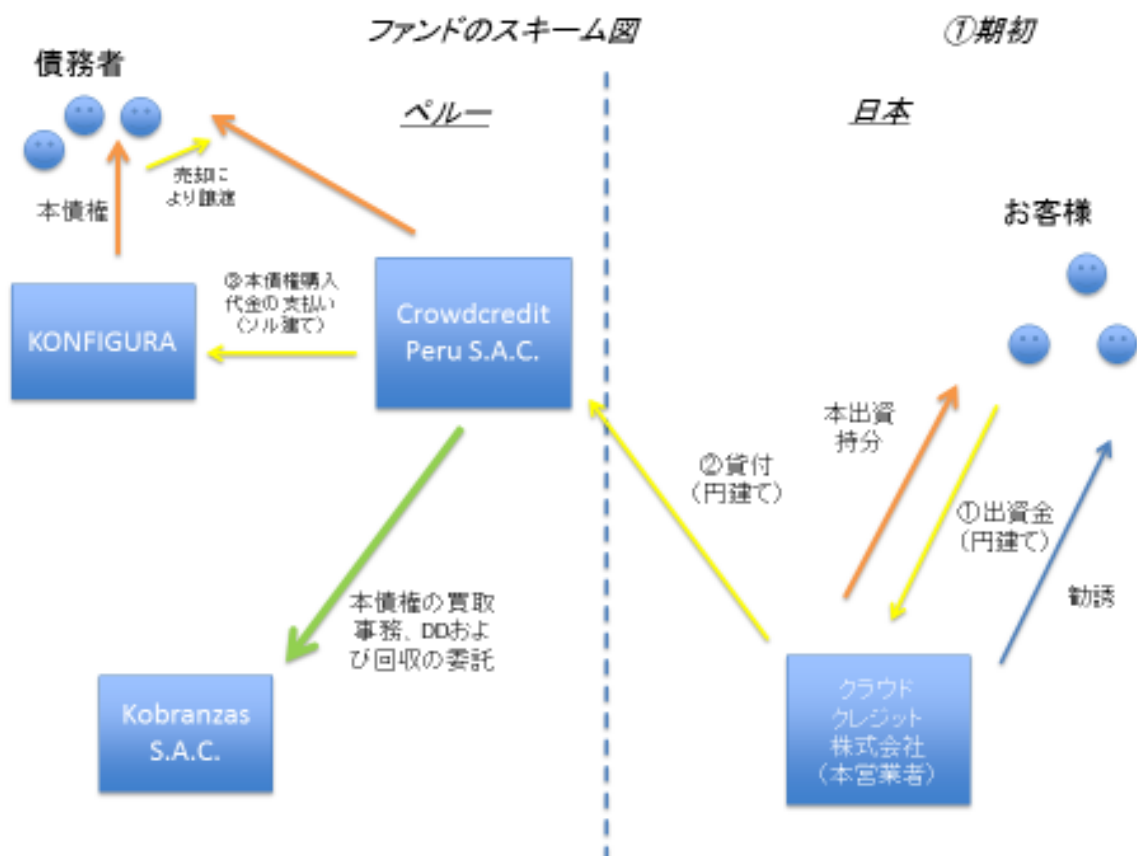 ファンドのスキーム図
①期初
債務者
ペルー
日本
売却に
より譲渡
本債権
お客様
③本債権購入
代金の支払い
(ソル建て)
KONFIGURA
Crowdcredit
Peru S.A.C.
本出資
持分
②貸付
(円建て)
①出資金
(円建て)
勧誘
本債権の買取
事務、DDおよ
び回収の委託
Kobranzas
S.A.C.
クラウド
クレジット
株式会社
(本営業者)